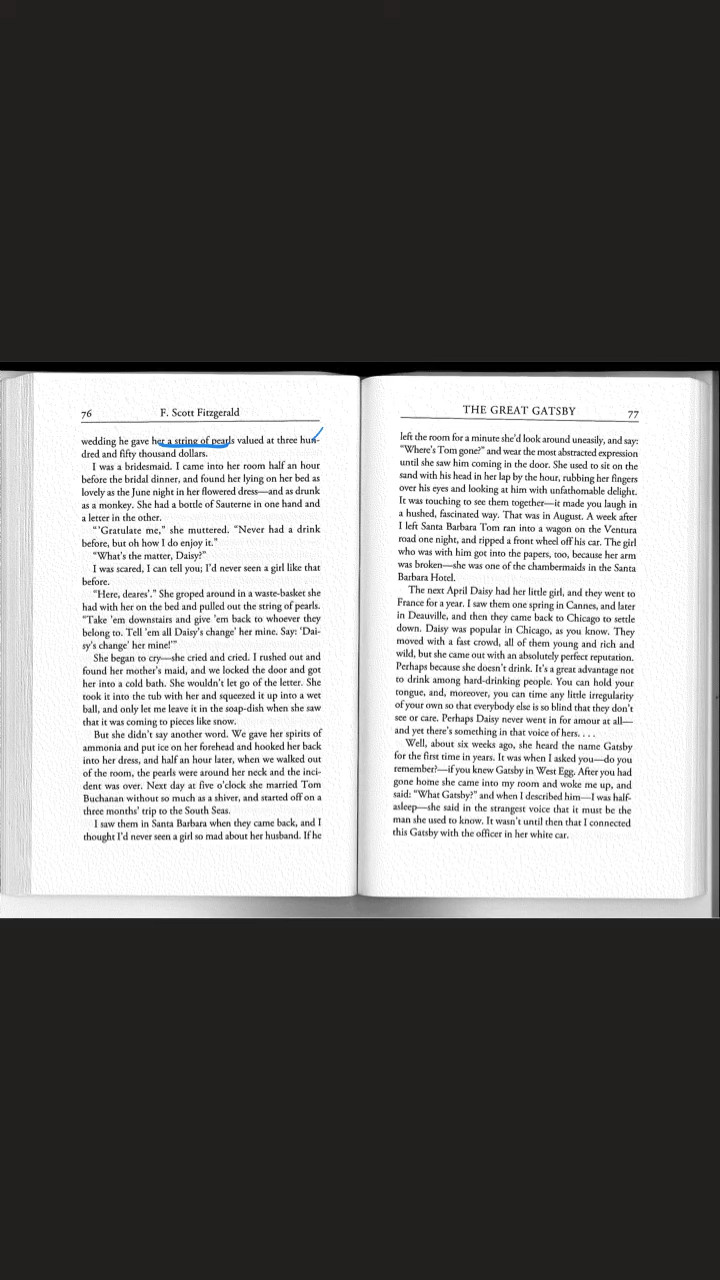 76
F. Scott Fitzgerald
wedding he gave her a string of pearls valued at three hun-
dred and fifty thousand dollars.
I was a bridesmaid. I came into her room half an hour
before the bridal dinner, and found her lying on her bed as
lovely as the June night in her flowered dress—and as drunk
as a monkey. She had a bottle of Sauterne in one hand and
a letter in the other.
"'Gratulate me," she muttered. "Never had a drink
before, but oh how I do enjoy it."
"What's the matter, Daisy?"
I was scared, I can tell you; I'd never seen a girl like that
before.
"Here, deares'." She groped around in a waste-basket she
had with her on the bed and pulled out the string of pearls.
"Take 'em downstairs and give 'em back to whoever they
belong to. Tell 'em all Daisy's change' her mine. Say: 'Dai-
sy's change' her mine!'"
She began to cry—she cried and cried. I rushed out and
found her mother's maid, and we locked the door and got
her into a cold bath. She wouldn't let go of the letter. She
took it into the tub with her and squeezed it up into a wet
ball, and only let me leave it in the soap-dish when she saw
that it was coming to pieces like snow.
But she didn't say another word. We gave her spirits of
ammonia and put ice on her forehead and hooked her back
into her dress, and half an hour later, when we walked out
of the room, the pearls were around her neck and the inci-
dent was over. Next day at five o'clock she married Tom
Buchanan without so much as a shiver, and started off on a
three months' trip to the South Seas.
I saw them in Santa Barbara when they came back, and I
thought I'd never seen a girl so mad about her husband. If he
THE GREAT GATSBY
77
left the room for a minute she'd look around uneasily, and say:
"Where's Tom gone?" and wear the most abstracted expression
until she saw him coming in the door. She used to sit on the
sand with his head in her lap by the hour, rubbing her fingers
over his eyes and looking at him with unfathomable delight.
It was touching to see them together—it made you laugh in
a hushed, fascinated way. That was in August. A week after
I left Santa Barbara Tom ran into a wagon on the Ventura
road one night, and ripped a front wheel off his car. The girl
who was with him got into the papers, too, because her arm
was broken—she was one of the chambermaids in the Santa
Barbara Hotel.
The next April Daisy had her little girl, and they went to
France for a year. I saw them one spring in Cannes, and later
in Deauville, and then they came back to Chicago to settle
down. Daisy was popular in Chicago, as you know. They
moved with a fast crowd, all of them young and rich and
wild, but she came out with an absolutely perfect reputation.
Perhaps because she doesn't drink. It's a great advantage not
to drink among hard-drinking people. You can hold your
tongue, and, moreover, you can time any little irregularity
of your own so that everybody else is so blind that they don't
see or care. Perhaps Daisy never went in for amour at all—
and yet there's something in that voice of hers. . . .
Well, about six weeks ago, she heard the name Gatsby
for the first time in years. It was when I asked you—do you
remember?—if you knew Gatsby in West Egg. After you had
gone home she came into my room and woke me up, and
said: "What Gatsby?" and when I described him—I was half-
asleep—she said in the strangest voice that it must be the
man she used to know. It wasn't until then that I connected
this Gatsby with the officer in her white car.